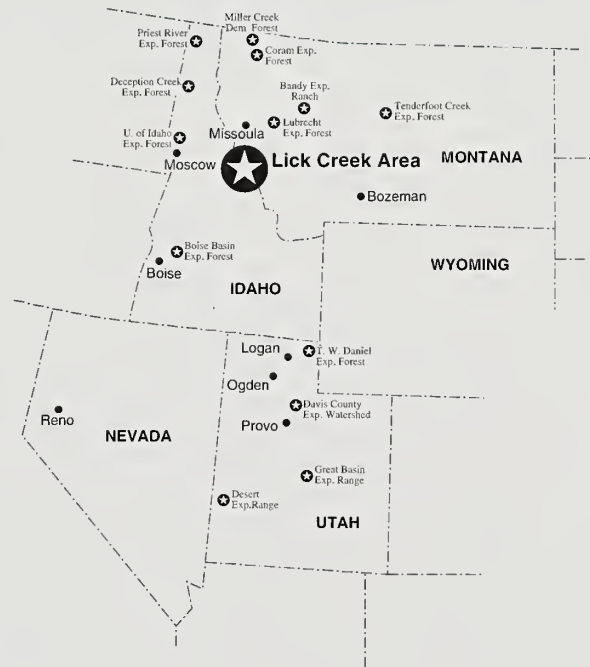 Miller Creek
Dem. Forest
Priest River
Exp. Forest
Coram Exp.
Forest
Deception Creek
Exp. Forest
Bandy Exp.
Ranch
Tenderfoot Creek
Exp. Forest
Lubrecht
Exp. Forest
Missoula
U. of Idaho
Exp. Forest
Moscow
Lick Creek Area
MONTANA
Bozeman
Boise Basin
Exp. Forest
Boise
WYOMING
IDAHO
Logan
T. W. Daniel
Exp. Forest
Ogden
Davis County
Exp. Watershed
Reno
Provo
NEVADA
Great Basin
Exp. Range
Desert
Exp.Range
UTAH